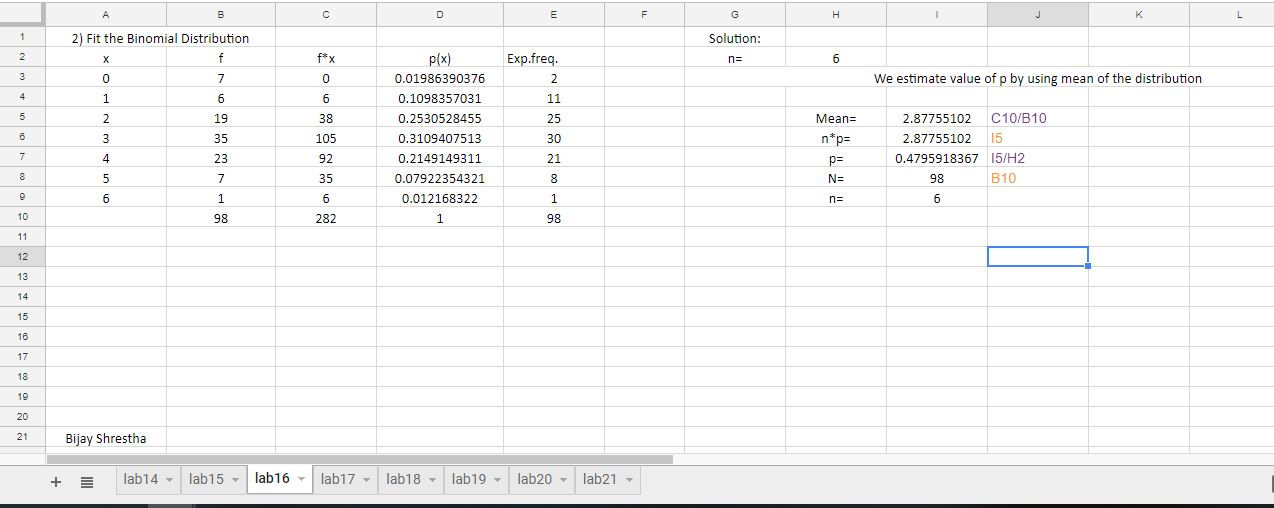 A B C D E F G H I J K L
1 2) Fit the Binomial Distribution Solution:
2 x f f*x p(x) Exp.freq. n= 6
3 0 7 0 0.01986390376 2 We estimate value of p by using mean of the distribution
4 1 6 6 0.1098357031 11
5 2 19 38 0.2530528455 25 Mean= 2.87755102 C10/B10
6 3 35 105 0.3109407513 30 n*p= 2.87755102 I5
7 4 23 92 0.2149149311 21 p= 0.4795918367 I5/H2
8 5 7 35 0.07922354321 8 N= 98 B10
9 6 1 6 0.012168322 1 n= 6
10 98 282 1 98
11
12
13
14
15
16
17
18
19
20
21 Bijay Shrestha
lab14 lab15 lab16 lab17 lab18 lab19 lab20 lab21